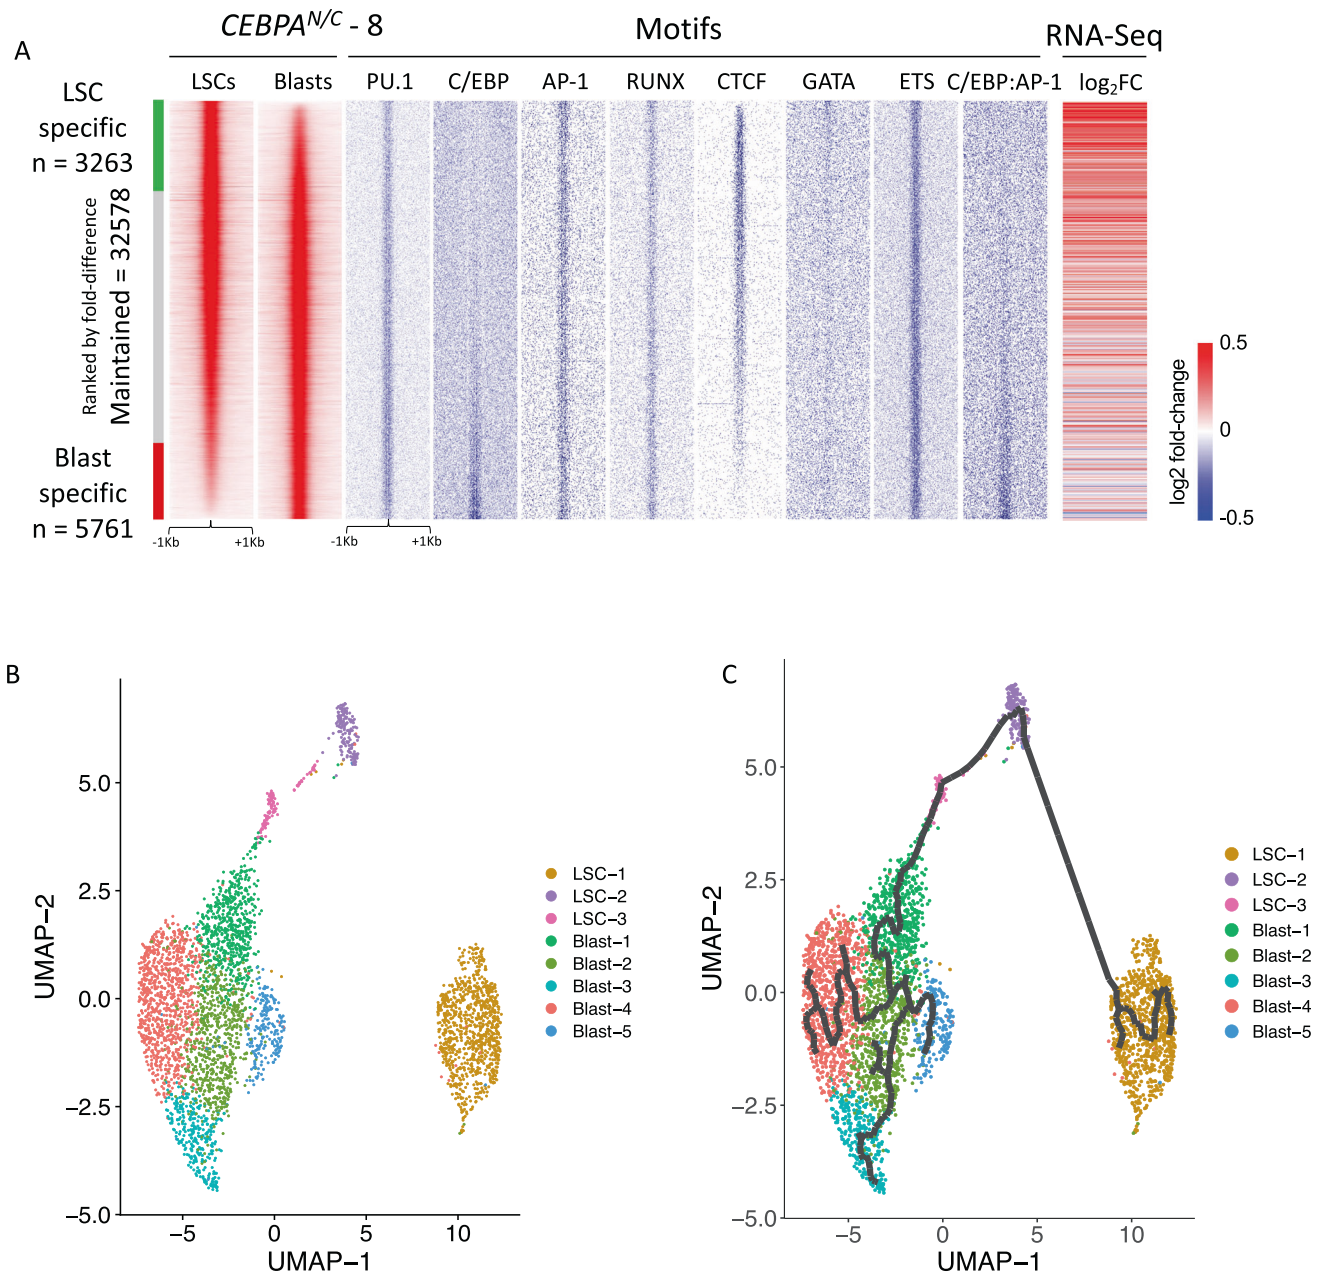 A
CEBPA^N/C - 8
Motifs
RNA-Seq
LSCs Blasts PU.1 C/EBP AP-1 RUNX CTCF GATA ETS C/EBP:AP-1 log₂FC
LSC
specific
n = 3263
Ranked by fold-difference
Maintained = 32578
Blast
specific
n = 5761
-1Kb +1Kb -1Kb +1Kb
0.5
0
-0.5
log2 fold-change
B
UMAP-2
5.0
2.5
0.0
−2.5
−5.0
−5 0 5 10
UMAP-1
LSC-1
LSC-2
LSC-3
Blast-1
Blast-2
Blast-3
Blast-4
Blast-5
C
UMAP-2
5.0
2.5
0.0
−2.5
−5.0
−5 0 5 10
UMAP-1
LSC-1
LSC-2
LSC-3
Blast-1
Blast-2
Blast-3
Blast-4
Blast-5